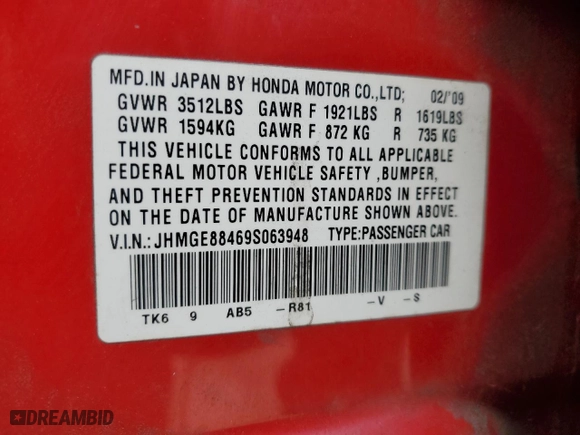 MFD.IN JAPAN BY HONDA MOTOR CO.,LTD; 02/'09
GVWR 3512LBS GAWR F 1921LBS R 1619LBS
GVWR 1594KG GAWR F 872 KG R 735 KG
THIS VEHICLE CONFORMS TO ALL APPLICABLE
FEDERAL MOTOR VEHICLE SAFETY ,BUMPER,
AND THEFT PREVENTION STANDARDS IN EFFECT
ON THE DATE OF MANUFACTURE SHOWN ABOVE.
V.I.N.:JHMGE88469S063948 TYPE:PASSENGER CAR
TK6 9 AB5 –R81 –V –S
DREAMBID